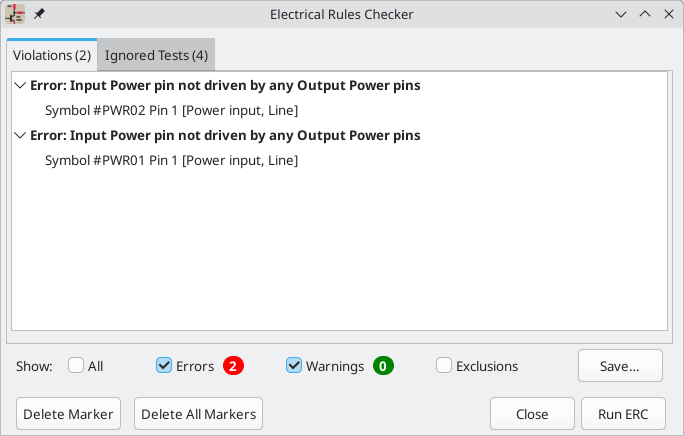 Electrical Rules Checker
Violations (2) Ignored Tests (4)
Error: Input Power pin not driven by any Output Power pins
Symbol #PWR02 Pin 1 [Power input, Line]
Error: Input Power pin not driven by any Output Power pins
Symbol #PWR01 Pin 1 [Power input, Line]
Show: All Errors 2 Warnings 0 Exclusions Save...
Delete Marker Delete All Markers Close Run ERC